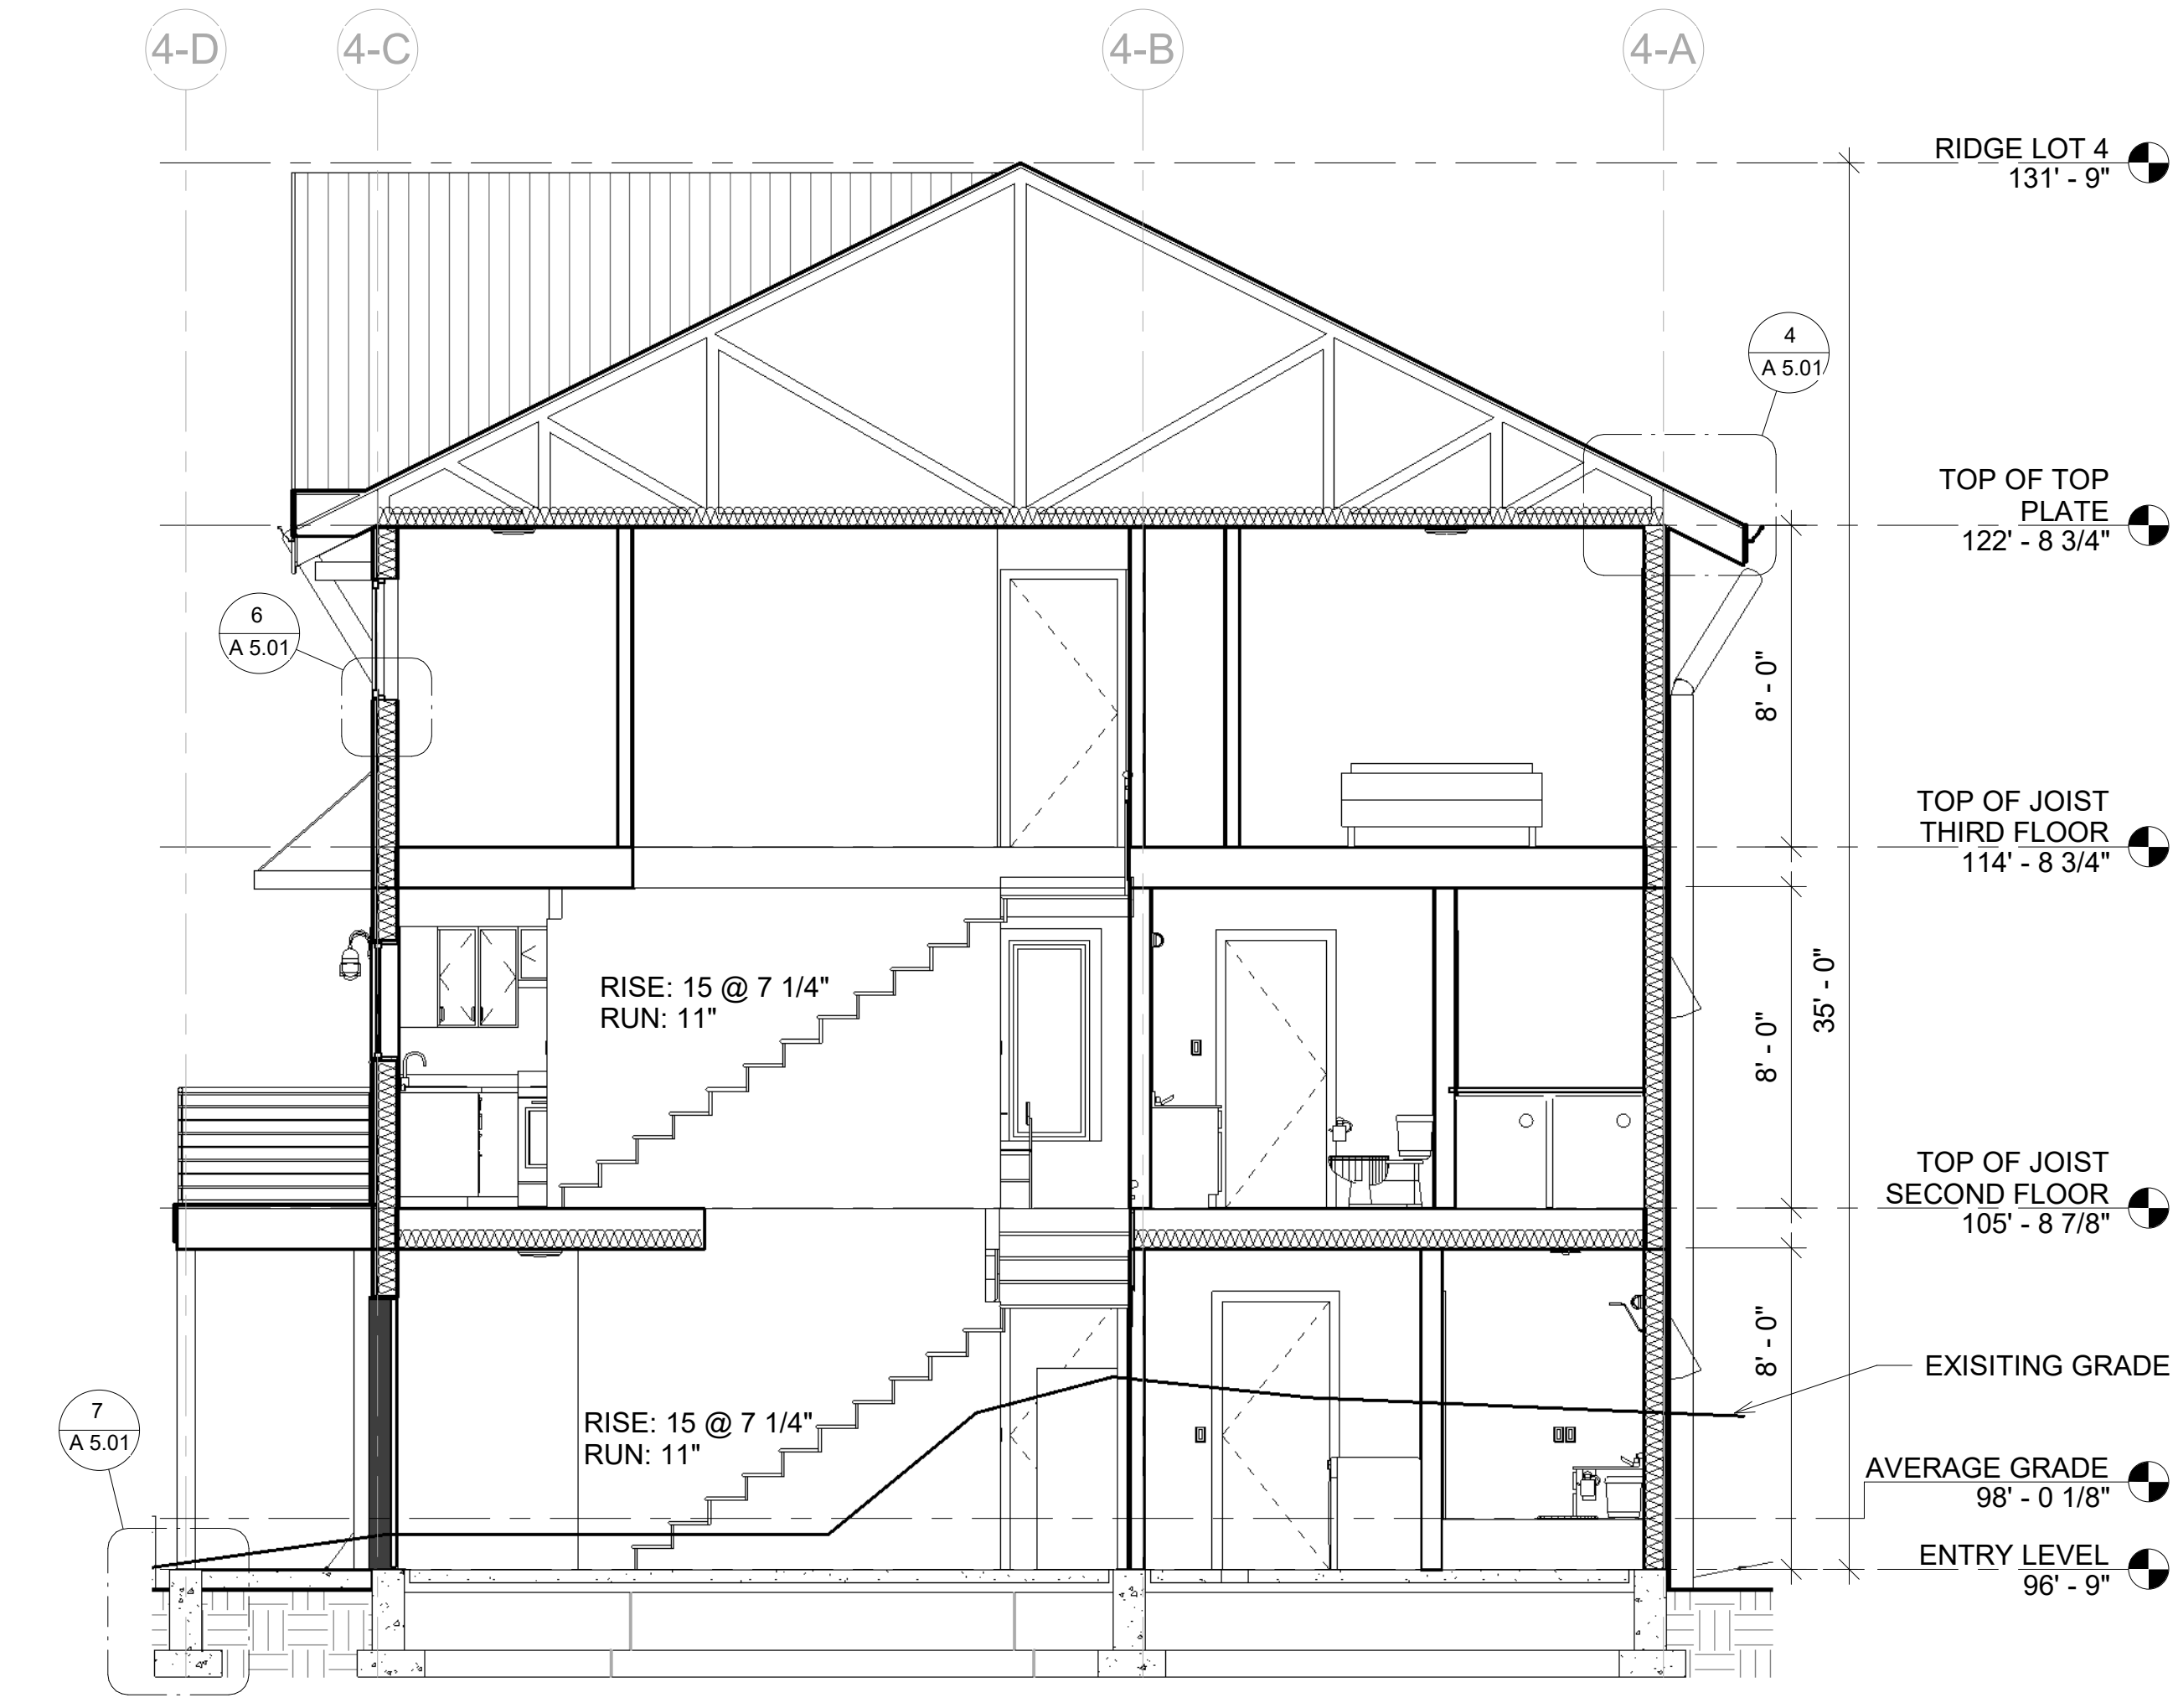 4-D
4-C
4-B
4-A
RIDGE LOT 4
131' - 9"
4
A 5.01
TOP OF TOP
PLATE
122' - 8 3/4"
6
A 5.01
8' - 0"
TOP OF JOIST
THIRD FLOOR
114' - 8 3/4"
RISE: 15 @ 7 1/4"
RUN: 11"
35' - 0"
8' - 0"
TOP OF JOIST
SECOND FLOOR
105' - 8 7/8"
8' - 0"
EXISITING GRADE
7
A 5.01
RISE: 15 @ 7 1/4"
RUN: 11"
AVERAGE GRADE
98' - 0 1/8"
ENTRY LEVEL
96' - 9"